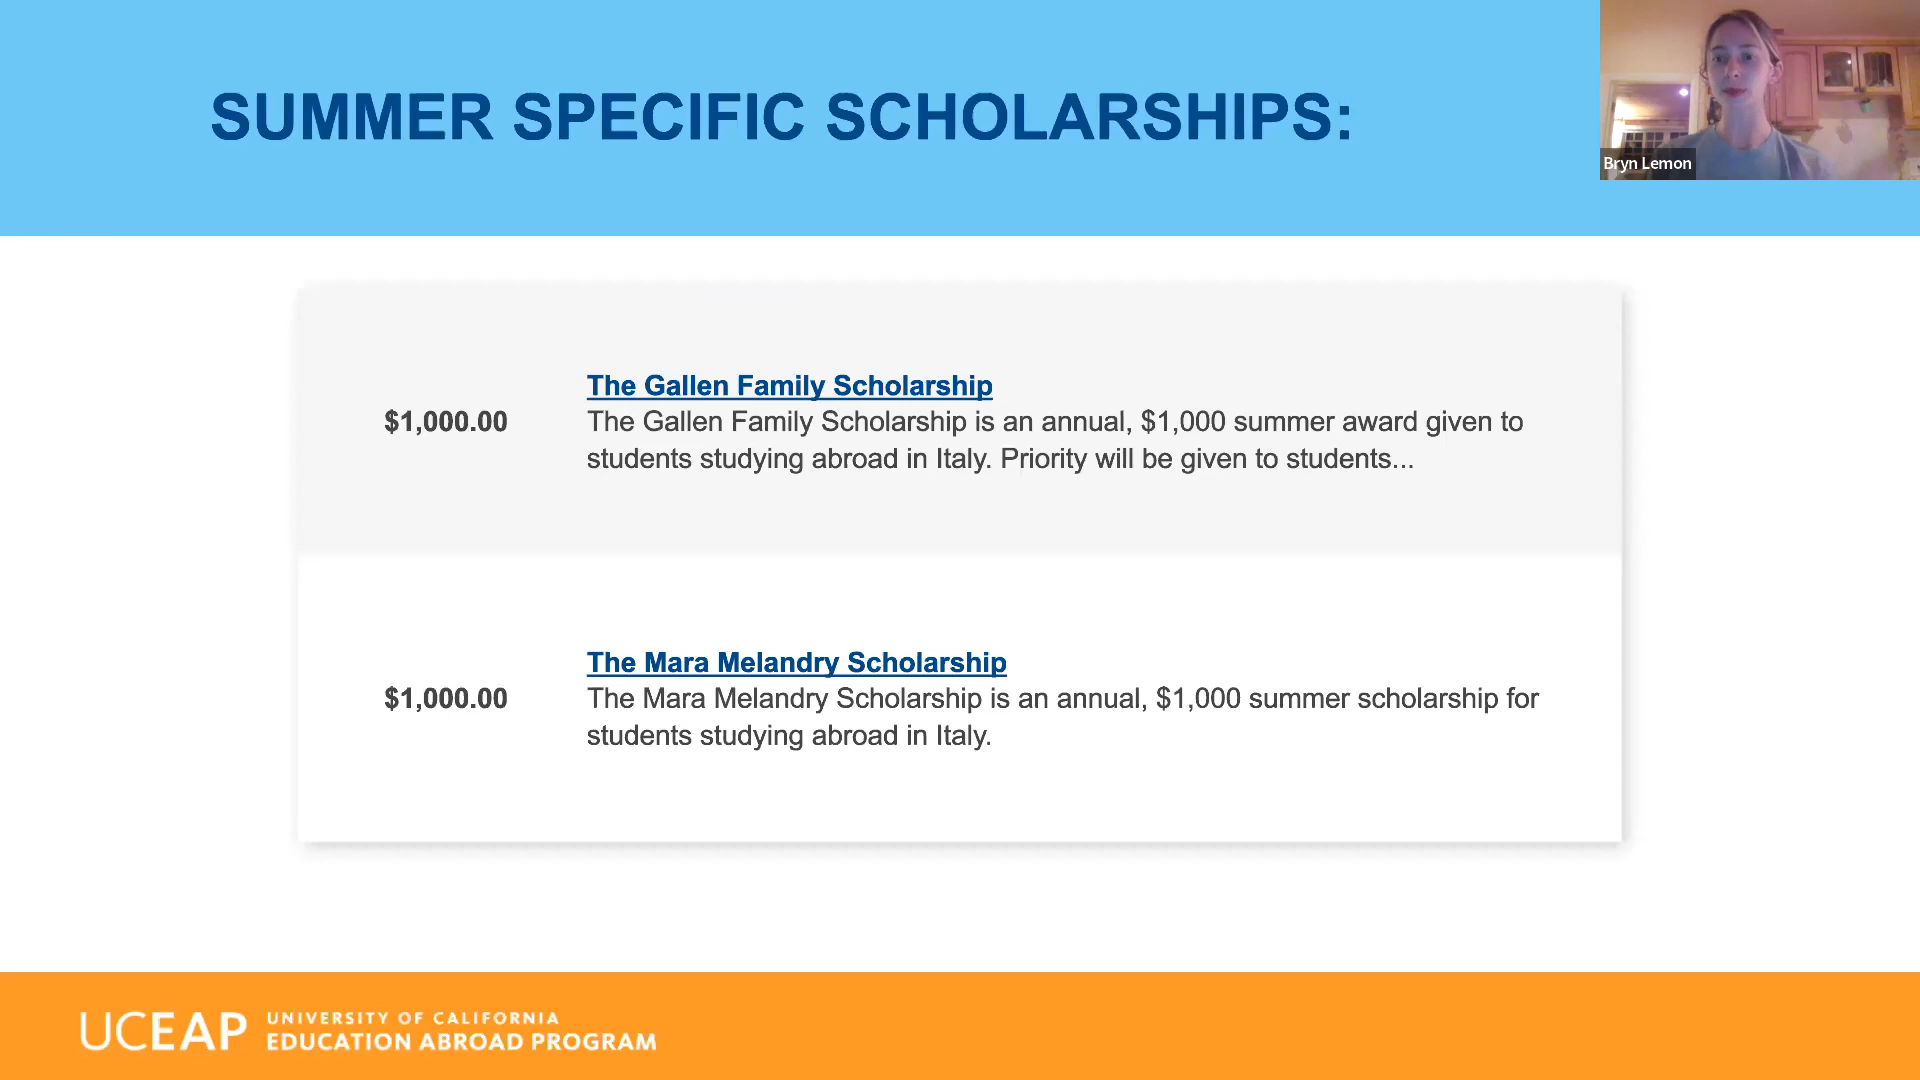 SUMMER SPECIFIC SCHOLARSHIPS:
Bryn Lemon
The Gallen Family Scholarship
$1,000.00
The Gallen Family Scholarship is an annual, $1,000 summer award given to
students studying abroad in Italy. Priority will be given to students...
The Mara Melandry Scholarship
$1,000.00
The Mara Melandry Scholarship is an annual, $1,000 summer scholarship for
students studying abroad in Italy.
UCEAP
UNIVERSITY OF CALIFORNIA
EDUCATION ABROAD PROGRAM